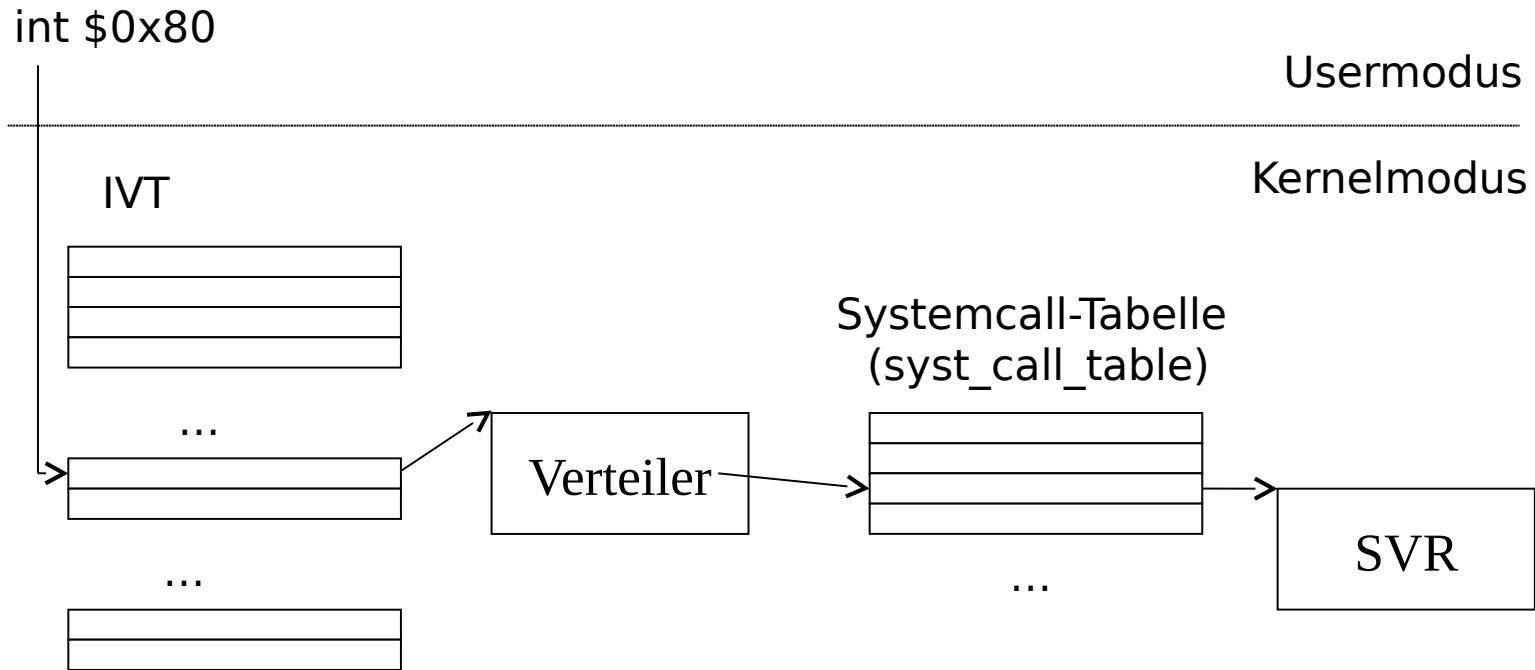 int $0x80
Usermodus
Kernelmodus
IVT
Systemcall-Tabelle
(syst_call_table)
...
Verteiler
SVR
...
...